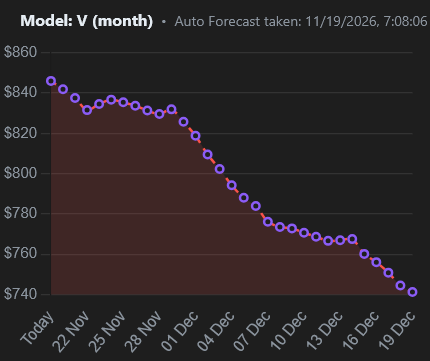 Model: V (month) • Auto Forecast taken: 11/19/2026, 7:08:06
$860
$840
$820
$800
$780
$760
$740
Today
22 Nov
25 Nov
28 Nov
01 Dec
04 Dec
07 Dec
10 Dec
13 Dec
16 Dec
19 Dec